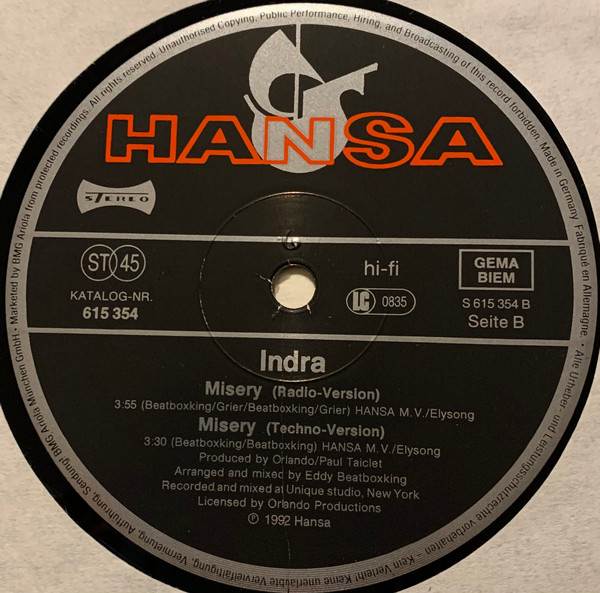 HANSA
STEREO
ST 45
KATALOG-NR.
615 354
hi-fi
LC 0835
GEMA
BIEM
S 615 354 B
Seite B
Indra
Misery (Radio-Version)
3:55 (Beatboxking/Grier/Beatboxking/Grier) HANSA M.V./Elysong
Misery (Techno-Version)
3:30 (Beatboxking/Beatboxking) HANSA M.V./Elysong
Produced by Orlando/Paul Taiclet
Arranged and mixed by Eddy Beatboxking
Recorded and mixed at Unique studio, New York
Licensed by Orlando Productions
℗ 1992 Hansa
Marketed by BMG Ariola from protected recordings. All rights reserved. Unauthorised Copying, Public Performance, Hiring, and Broadcasting of this record forbidden. Made in Germany. Fabriqué en Allemagne. • Alle Urheber- und Leistungsschutzrechte vorbehalten – Kein Verleih! Keine unerlaubte Vervielfältigung, Vermietung, Aufführung, Sendung! BMG Ariola München GmbH. •